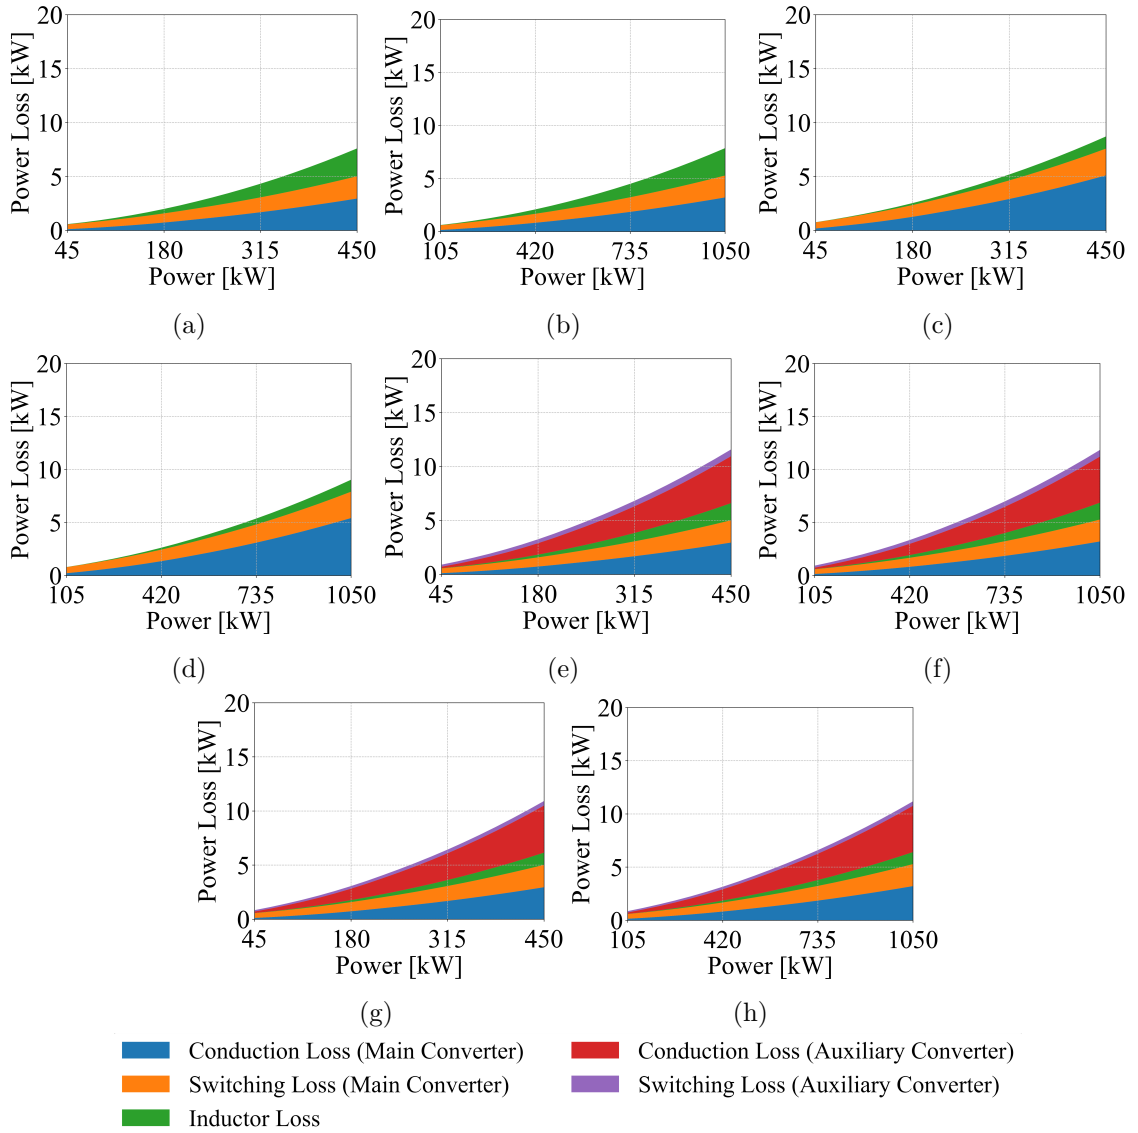 20
15
10
5
0
Power Loss [kW]
45 180 315 450
Power [kW]
(a)
20
15
10
5
0
Power Loss [kW]
105 420 735 1050
Power [kW]
(b)
20
15
10
5
0
Power Loss [kW]
45 180 315 450
Power [kW]
(c)
20
15
10
5
0
Power Loss [kW]
105 420 735 1050
Power [kW]
(d)
20
15
10
5
0
Power Loss [kW]
45 180 315 450
Power [kW]
(e)
20
15
10
5
0
Power Loss [kW]
105 420 735 1050
Power [kW]
(f)
20
15
10
5
0
Power Loss [kW]
45 180 315 450
Power [kW]
(g)
20
15
10
5
0
Power Loss [kW]
105 420 735 1050
Power [kW]
(h)
Conduction Loss (Main Converter)
Switching Loss (Main Converter)
Inductor Loss
Conduction Loss (Auxiliary Converter)
Switching Loss (Auxiliary Converter)